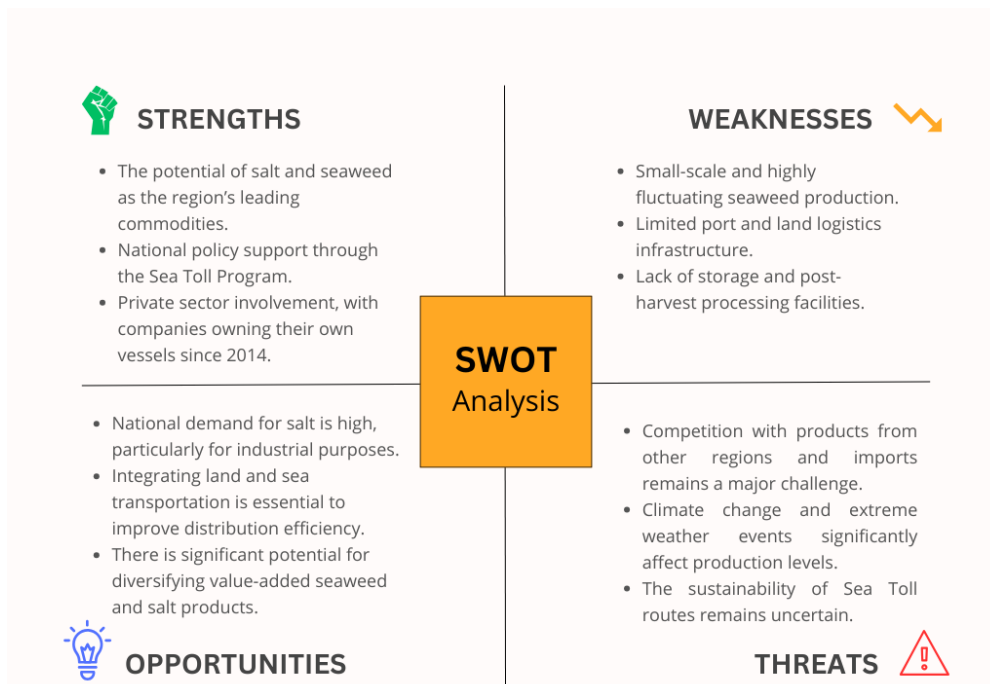 STRENGTHS
• The potential of salt and seaweed
as the region's leading
commodities.
• National policy support through
the Sea Toll Program.
• Private sector involvement, with
companies owning their own
vessels since 2014.
WEAKNESSES
• Small-scale and highly
fluctuating seaweed production.
• Limited port and land logistics
infrastructure.
• Lack of storage and post-
harvest processing facilities.
SWOT
Analysis
• National demand for salt is high,
particularly for industrial purposes.
• Integrating land and sea
transportation is essential to
improve distribution efficiency.
• There is significant potential for
diversifying value-added seaweed
and salt products.
OPPORTUNITIES
• Competition with products from
other regions and imports
remains a major challenge.
• Climate change and extreme
weather events significantly
affect production levels.
• The sustainability of Sea Toll
routes remains uncertain.
THREATS